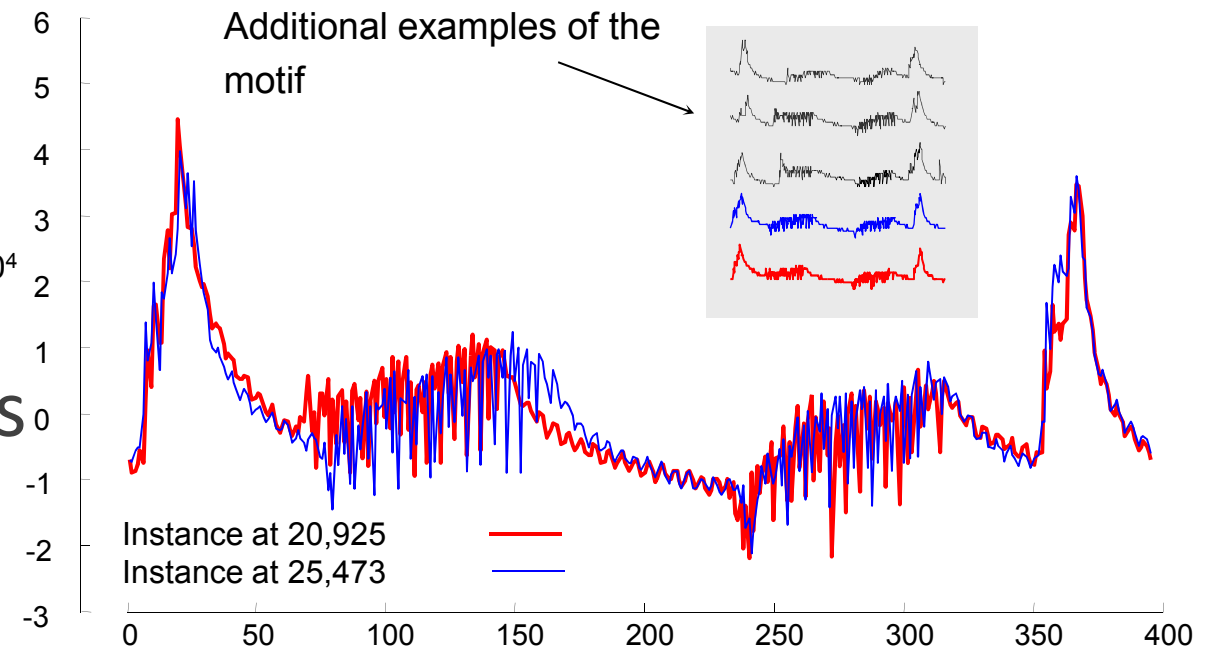 Additional examples of the
motif
6
5
4
3
2
1
0
-1
-2
-3
0⁴
s
Instance at 20,925
Instance at 25,473
0 50 100 150 200 250 300 350 400